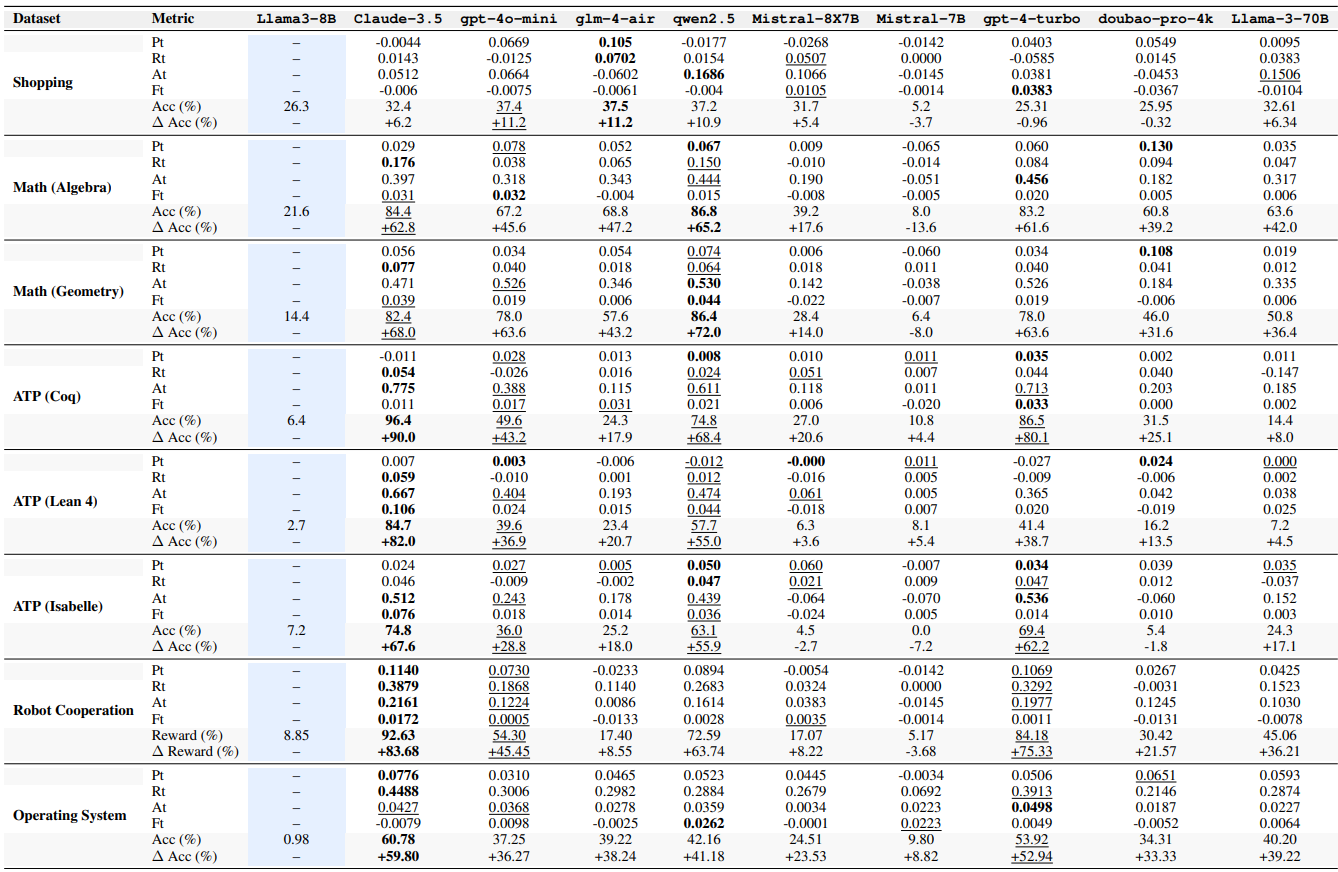 Dataset Metric Llama3-8B Claude-3.5 gpt-4o-mini glm-4-air qwen2.5 Mistral-8X7B Mistral-7B gpt-4-turbo doubao-pro-4k Llama-3-70B
Pt – -0.0044 0.0669 0.105 -0.0177 -0.0268 -0.0142 0.0403 0.0549 0.0095
Rt – 0.0143 -0.0125 0.0702 0.0154 0.0507 0.0000 -0.0585 0.0145 0.0383
Shopping At – 0.0512 0.0664 -0.0602 0.1686 0.1066 -0.0145 0.0381 -0.0453 0.1506
Ft – -0.006 -0.0075 -0.0061 -0.004 0.0105 -0.0014 0.0383 -0.0367 -0.0104
Acc (%) 26.3 32.4 37.4 37.5 37.2 31.7 5.2 25.31 25.95 32.61
Δ Acc (%) – +6.2 +11.2 +11.2 +10.9 +5.4 -3.7 -0.96 -0.32 +6.34
Pt – 0.029 0.078 0.052 0.067 0.009 -0.065 0.060 0.130 0.035
Rt – 0.176 0.038 0.065 0.150 -0.010 -0.014 0.084 0.094 0.047
Math (Algebra) At – 0.397 0.318 0.343 0.444 0.190 -0.051 0.456 0.182 0.317
Ft – 0.031 0.032 -0.004 0.015 -0.008 -0.005 0.020 0.005 0.006
Acc (%) 21.6 84.4 67.2 68.8 86.8 39.2 8.0 83.2 60.8 63.6
Δ Acc (%) – +62.8 +45.6 +47.2 +65.2 +17.6 -13.6 +61.6 +39.2 +42.0
Pt – 0.056 0.034 0.054 0.074 0.006 -0.060 0.034 0.108 0.019
Rt – 0.077 0.040 0.018 0.064 0.018 0.011 0.040 0.041 0.012
Math (Geometry) At – 0.471 0.526 0.346 0.530 0.142 -0.038 0.526 0.184 0.335
Ft – 0.039 0.019 0.006 0.044 -0.022 -0.007 0.019 -0.006 0.006
Acc (%) 14.4 82.4 78.0 57.6 86.4 28.4 6.4 78.0 46.0 50.8
Δ Acc (%) – +68.0 +63.6 +43.2 +72.0 +14.0 -8.0 +63.6 +31.6 +36.4
Pt – -0.011 0.028 0.013 0.008 0.010 0.011 0.035 0.002 0.011
Rt – 0.054 -0.026 0.016 0.024 0.051 0.007 0.044 0.040 -0.147
ATP (Coq) At – 0.775 0.388 0.115 0.611 0.118 0.011 0.713 0.203 0.185
Ft – 0.011 0.017 0.031 0.021 0.006 -0.020 0.033 0.000 0.002
Acc (%) 6.4 96.4 49.6 24.3 74.8 27.0 10.8 86.5 31.5 14.4
Δ Acc (%) – +90.0 +43.2 +17.9 +68.4 +20.6 +4.4 +80.1 +25.1 +8.0
Pt – 0.007 0.003 -0.006 -0.012 -0.000 0.011 -0.027 0.024 0.000
Rt – 0.059 -0.010 0.001 0.012 -0.016 0.005 -0.009 -0.006 0.002
ATP (Lean 4) At – 0.667 0.404 0.193 0.474 0.061 0.005 0.365 0.042 0.038
Ft – 0.106 0.024 0.015 0.044 -0.018 0.007 0.020 -0.019 0.025
Acc (%) 2.7 84.7 39.6 23.4 57.7 6.3 8.1 41.4 16.2 7.2
Δ Acc (%) – +82.0 +36.9 +20.7 +55.0 +3.6 +5.4 +38.7 +13.5 +4.5
Pt – 0.024 0.027 0.005 0.050 0.060 -0.007 0.034 0.039 0.035
Rt – 0.046 -0.009 -0.002 0.047 0.021 0.009 0.047 0.012 -0.037
ATP (Isabelle) At – 0.512 0.243 0.178 0.439 -0.064 -0.070 0.536 -0.060 0.152
Ft – 0.076 0.018 0.014 0.036 -0.024 0.005 0.014 0.010 0.003
Acc (%) 7.2 74.8 36.0 25.2 63.1 4.5 0.0 69.4 5.4 24.3
Δ Acc (%) – +67.6 +28.8 +18.0 +55.9 -2.7 -7.2 +62.2 -1.8 +17.1
Pt – 0.1140 0.0730 -0.0233 0.0894 -0.0054 -0.0142 0.1069 0.0267 0.0425
Rt – 0.3879 0.1868 0.1140 0.2683 0.0324 0.0000 0.3292 -0.0031 0.1523
Robot Cooperation At – 0.2161 0.1224 0.0086 0.1614 0.0383 -0.0145 0.1977 0.1245 0.1030
Ft – 0.0172 0.0005 -0.0133 0.0028 0.0035 -0.0014 0.0011 -0.0131 -0.0078
Reward (%) 8.85 92.63 54.30 17.40 72.59 17.07 5.17 84.18 30.42 45.06
Δ Reward (%) – +83.68 +45.45 +8.55 +63.74 +8.22 -3.68 +75.33 +21.57 +36.21
Pt – 0.0776 0.0310 0.0465 0.0523 0.0445 -0.0034 0.0506 0.0651 0.0593
Rt – 0.4488 0.3006 0.2982 0.2884 0.2679 0.0692 0.3913 0.2146 0.2874
Operating System At – 0.0427 0.0368 0.0278 0.0359 0.0034 0.0223 0.0498 0.0187 0.0227
Ft – -0.0079 0.0098 -0.0025 0.0262 -0.0001 0.0223 0.0049 -0.0052 0.0064
Acc (%) 0.98 60.78 37.25 39.22 42.16 24.51 9.80 53.92 34.31 40.20
Δ Acc (%) – +59.80 +36.27 +38.24 +41.18 +23.53 +8.82 +52.94 +33.33 +39.22